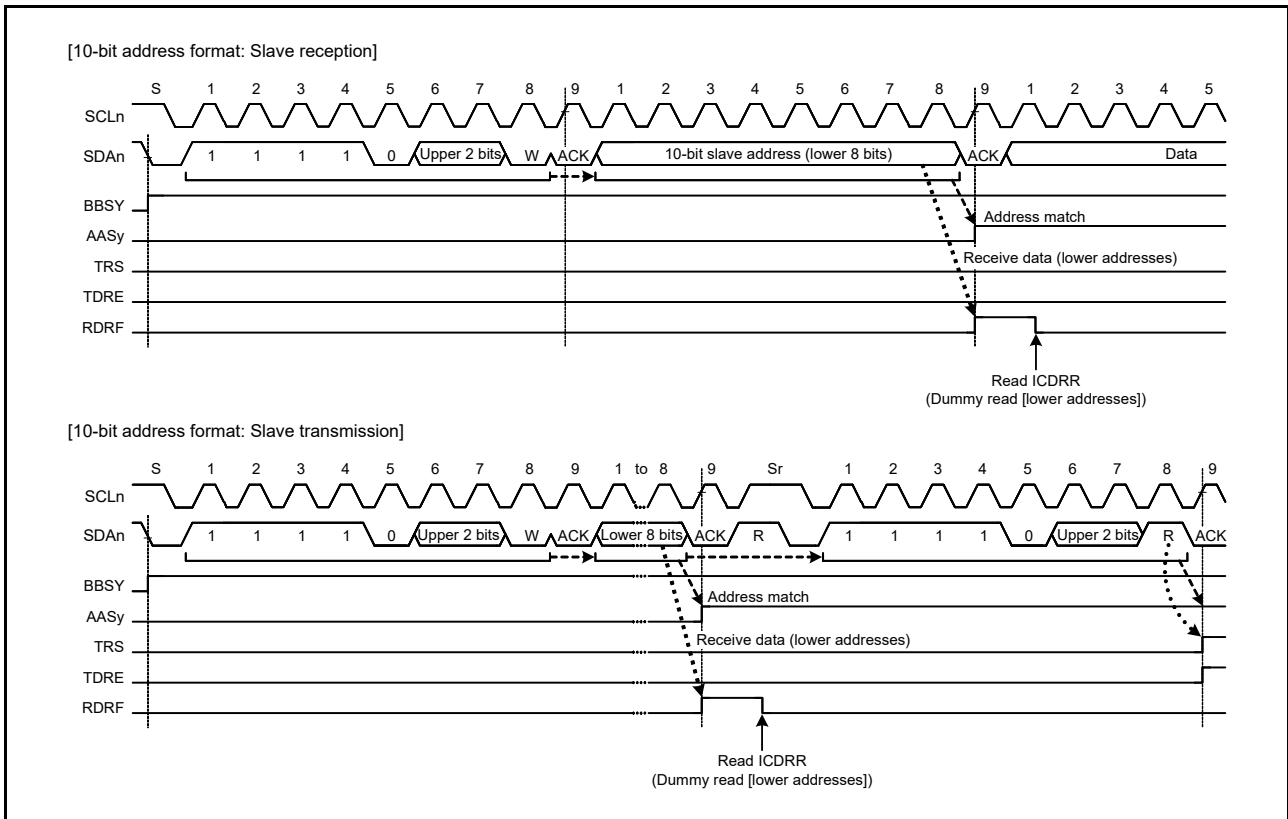 [10-bit address format: Slave reception]
S 1 2 3 4 5 6 7 8 9 1 2 3 4 5 6 7 8 9 1 2 3 4 5
SCLn
SDAn 1 1 1 1 0 Upper 2 bits W ACK 10-bit slave address (lower 8 bits) ACK Data
BBSY
Address match
AASy
Receive data (lower addresses)
TRS
TDRE
RDRF
Read ICDRR
(Dummy read [lower addresses])
[10-bit address format: Slave transmission]
S 1 2 3 4 5 6 7 8 9 1 to 8 9 Sr 1 2 3 4 5 6 7 8 9
SCLn
SDAn 1 1 1 1 0 Upper 2 bits W ACK Lower 8 bits ACK R 1 1 1 1 0 Upper 2 bits R ACK
BBSY
Address match
AASy
Receive data (lower addresses)
TRS
TDRE
RDRF
Read ICDRR
(Dummy read [lower addresses])